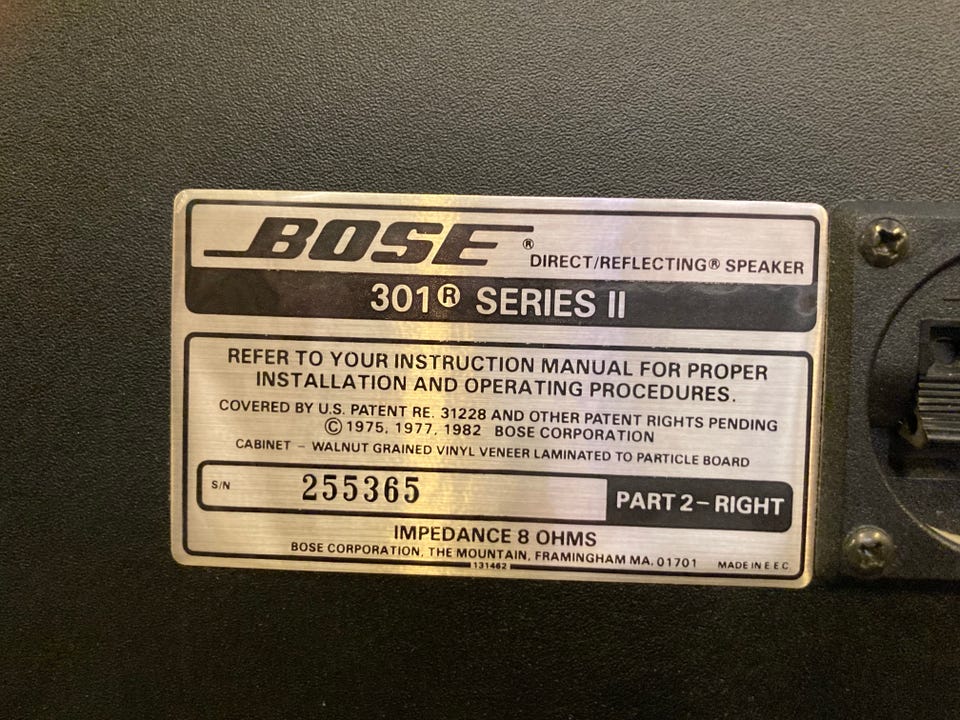 BOSE®
DIRECT/REFLECTING® SPEAKER
301® SERIES II
REFER TO YOUR INSTRUCTION MANUAL FOR PROPER
INSTALLATION AND OPERATING PROCEDURES.
COVERED BY U.S. PATENT RE. 31228 AND OTHER PATENT RIGHTS PENDING
© 1975, 1977, 1982 BOSE CORPORATION
CABINET – WALNUT GRAINED VINYL VENEER LAMINATED TO PARTICLE BOARD
S/N 255365 PART 2 – RIGHT
IMPEDANCE 8 OHMS
BOSE CORPORATION, THE MOUNTAIN, FRAMINGHAM MA. 01701 MADE IN E.E.C.
131462